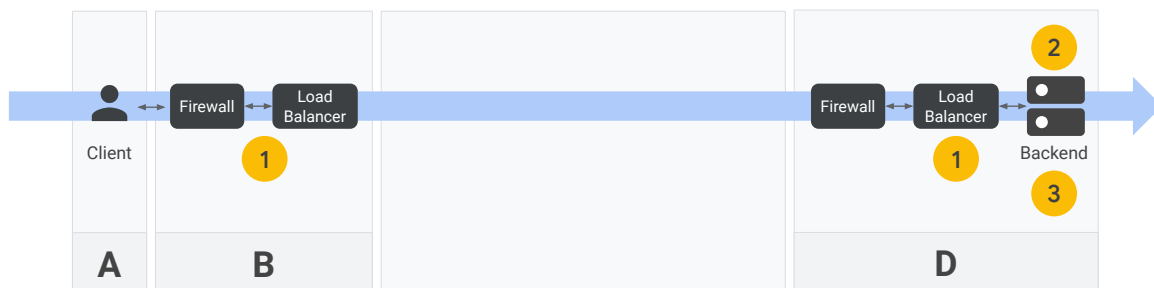 2
Firewall
Load
Balancer
Firewall
Load
Balancer
Client
1
1
Backend
3
A
B
D